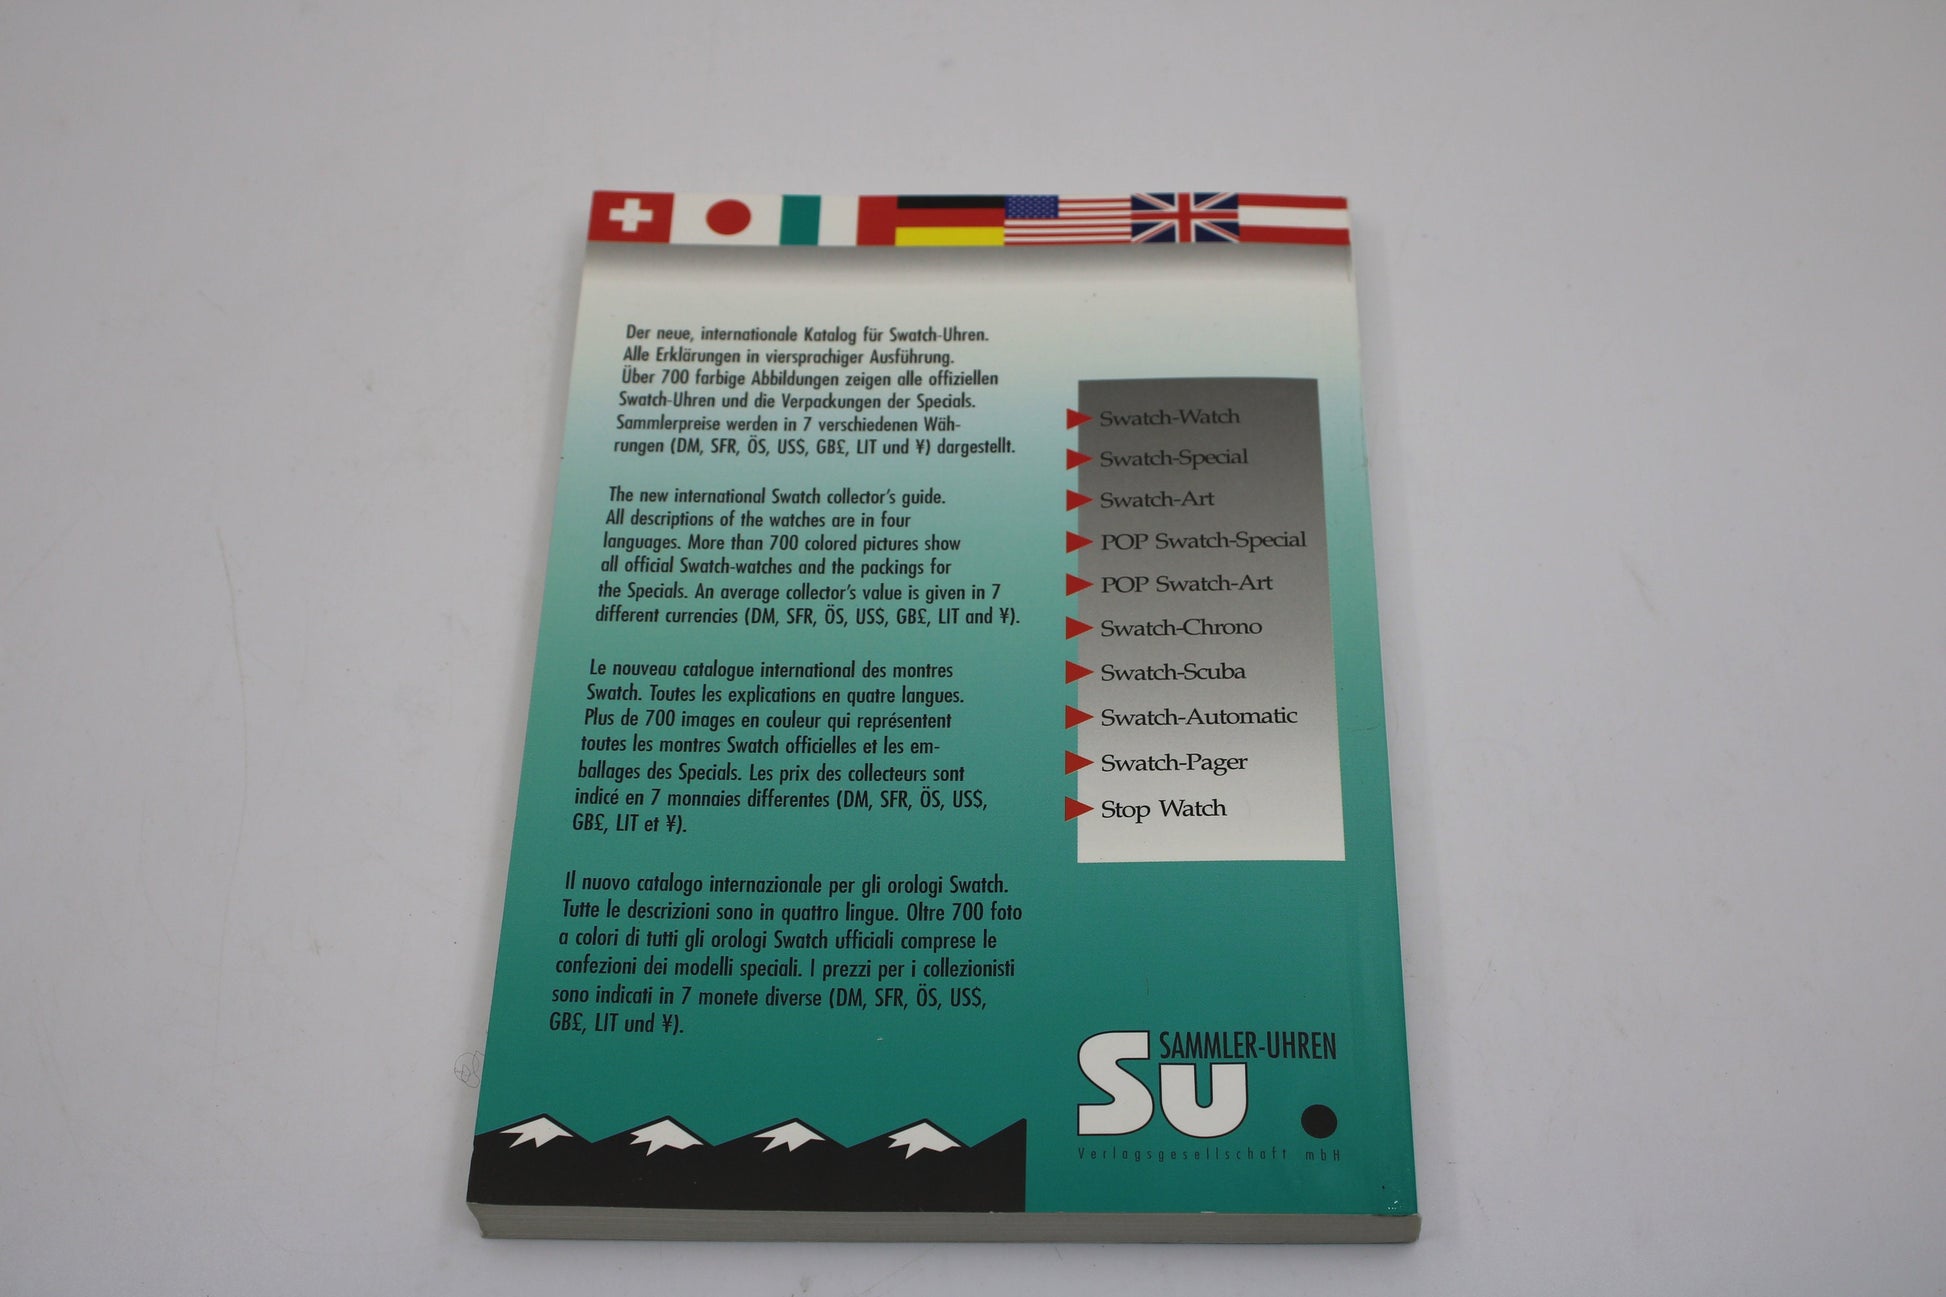 Der neue, internationale Katalog für Swatch-Uhren.
Alle Erklärungen in viersprachiger Ausführung.
Über 700 farbige Abbildungen zeigen alle offiziellen
Swatch-Uhren und die Verpackungen der Specials.
Sammlerpreise werden in 7 verschiedenen Wäh-
rungen (DM, SFR, ÖS, US$, GB£, LIT und ¥) dargestellt.
The new international Swatch collector's guide.
All descriptions of the watches are in four
languages. More than 700 colored pictures show
all official Swatch-watches and the packings for
the Specials. An average collector's value is given in 7
different currencies (DM, SFR, ÖS, US$, GB£, LIT and ¥).
Le nouveau catalogue international des montres
Swatch. Toutes les explications en quatre langues.
Plus de 700 images en couleur qui représentent
toutes les montres Swatch officielles et les em-
ballages des Specials. Les prix des collecteurs sont
indicé en 7 monnaies differentes (DM, SFR, ÖS, US$,
GB£, LIT et ¥).
Il nuovo catalogo internazionale per gli orologi Swatch.
Tutte le descrizioni sono in quattro lingue. Oltre 700 foto
a colori di tutti gli orologi Swatch ufficiali comprese le
confezioni dei modelli speciali. I prezzi per i collezionisti
sono indicati in 7 monete diverse (DM, SFR, ÖS, US$,
GB£, LIT und ¥).
Swatch-Watch
Swatch-Special
Swatch-Art
POP Swatch-Special
POP Swatch-Art
Swatch-Chrono
Swatch-Scuba
Swatch-Automatic
Swatch-Pager
Stop Watch
SAMMLER-UHREN
Su
Verlagsgesellschaft mbH